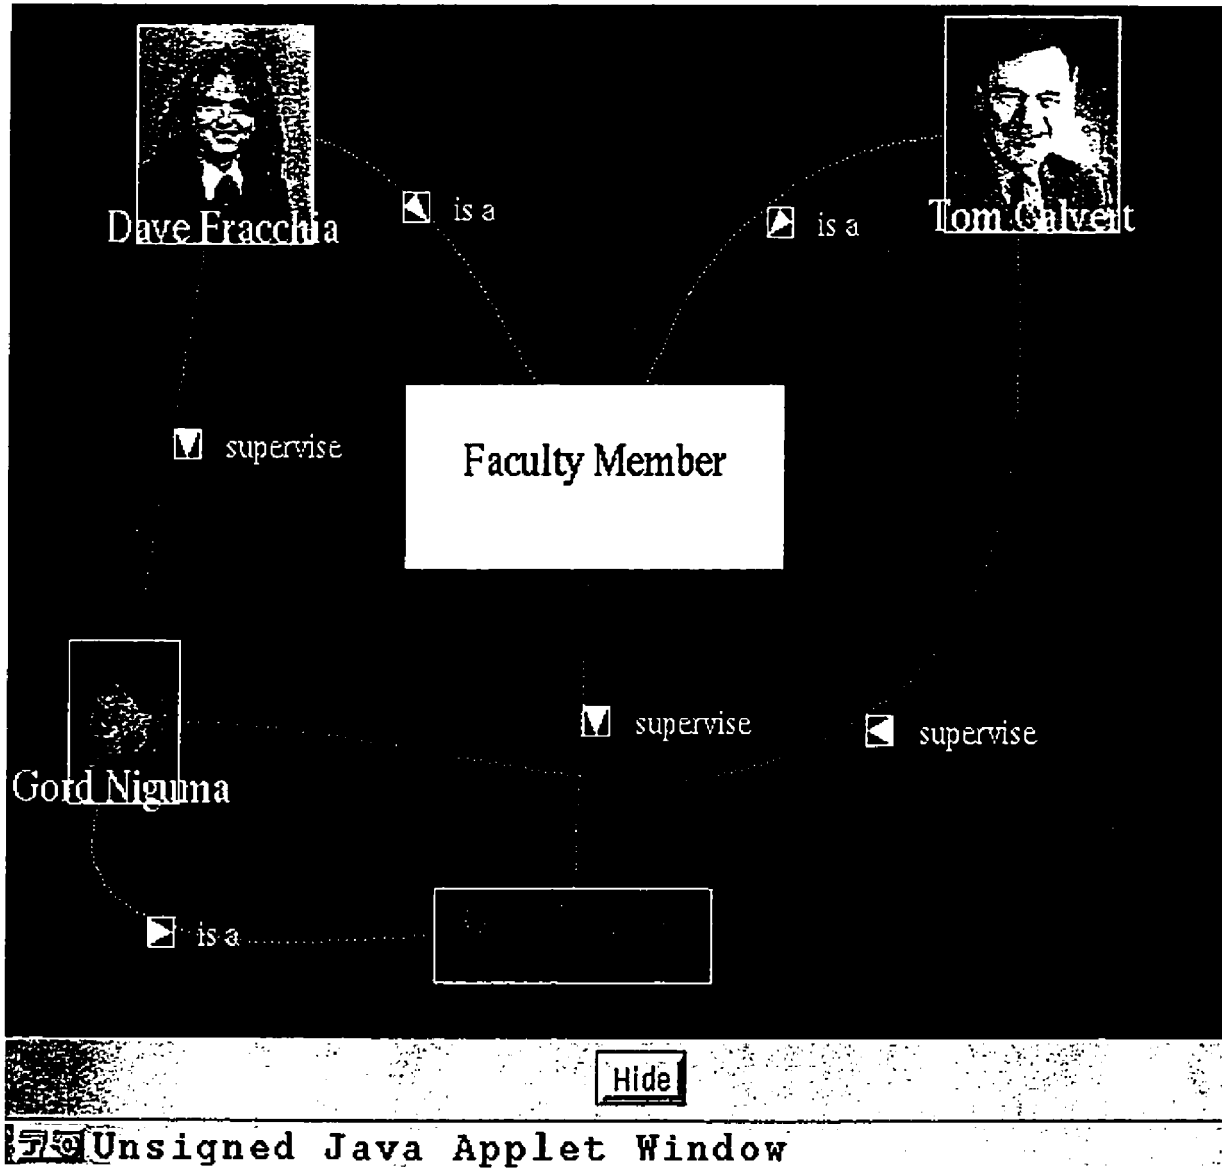 Dave Fracchia
is a
is a
Tom Calvert
supervise
Faculty Member
supervise
supervise
Gord Niguma
is a
Hide
Unsigned Java Applet Window